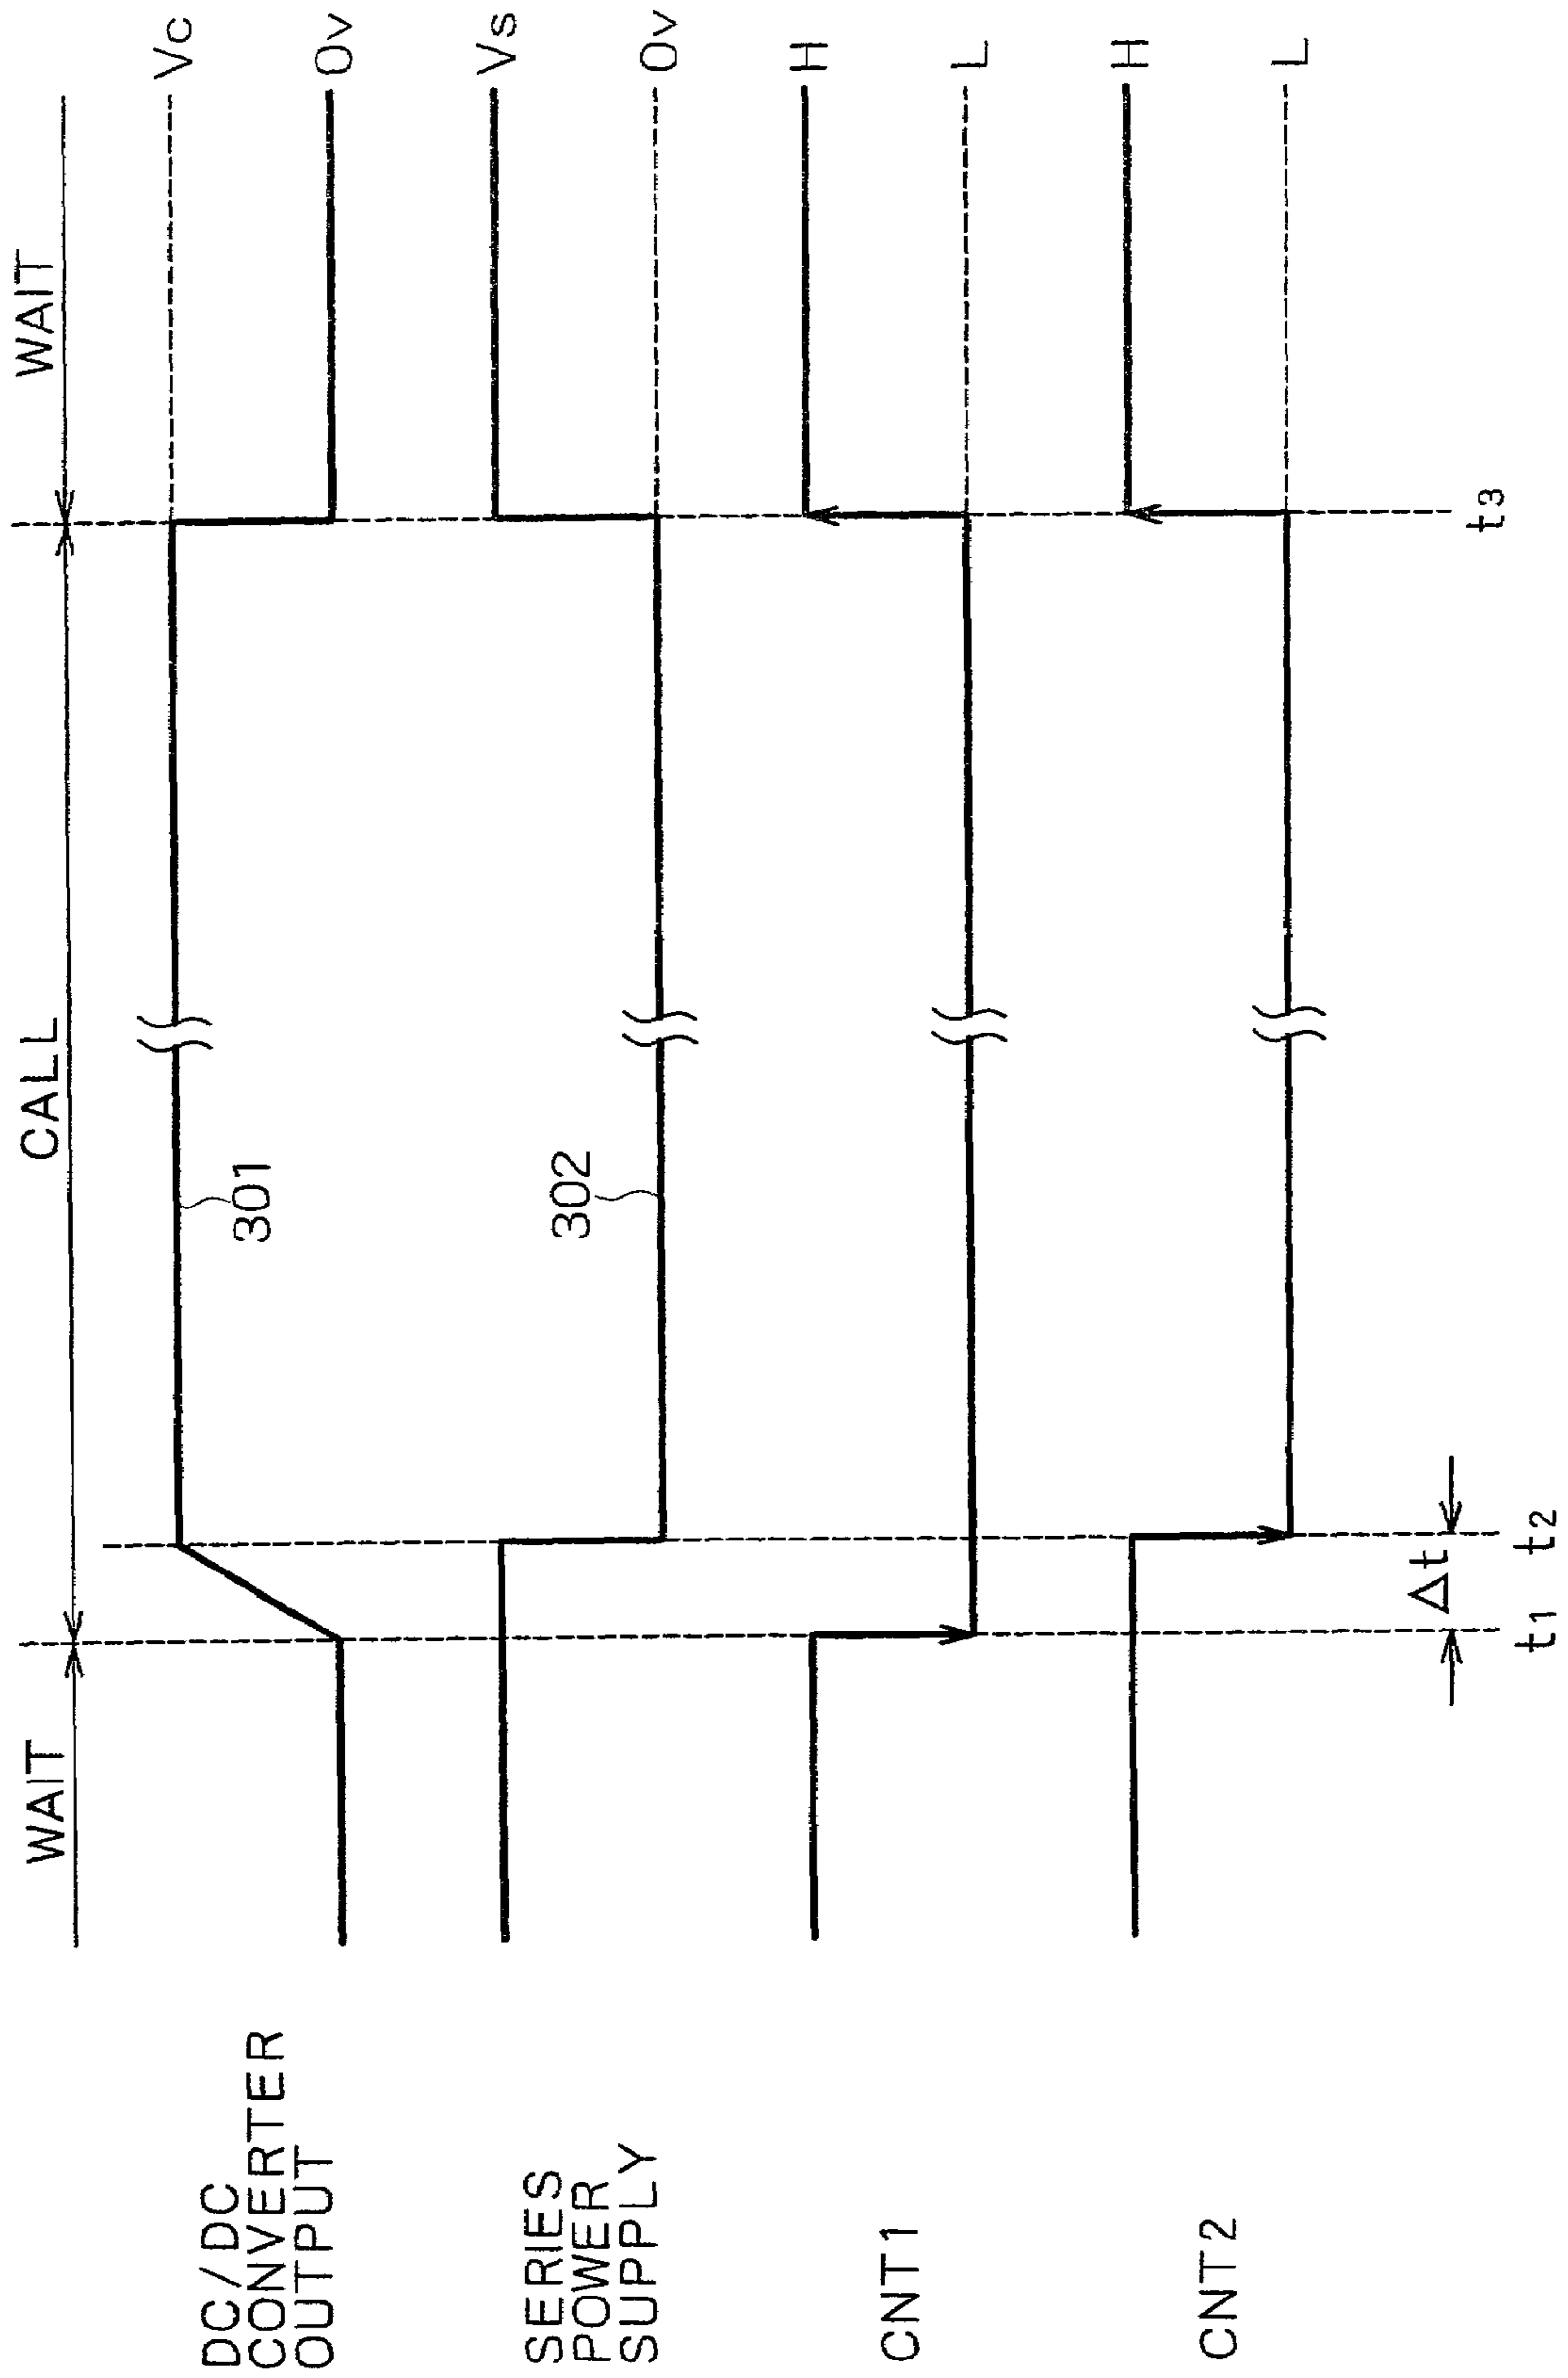 WAIT
CALL
WAIT
DC/DC
CONVERTER
OUTPUT
301
Vc
0v
SERIES
POWER
SUPPLY
302
Vs
0v
CNT1
H
L
CNT2
H
L
Δt
t1
t2
t3